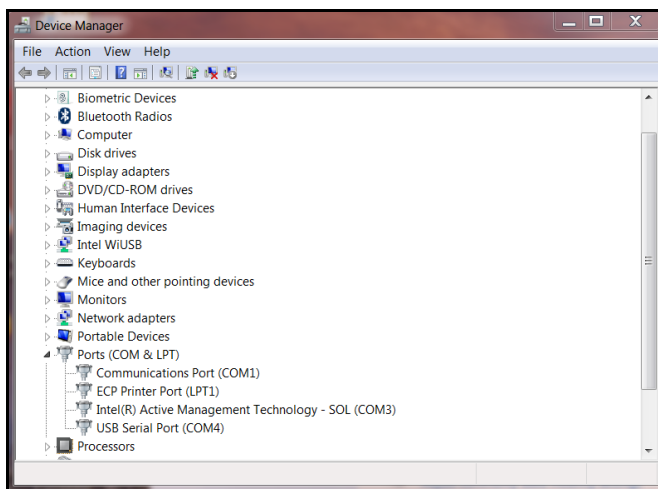 Device Manager
File Action View Help
Biometric Devices
Bluetooth Radios
Computer
Disk drives
Display adapters
DVD/CD-ROM drives
Human Interface Devices
Imaging devices
Intel WiUSB
Keyboards
Mice and other pointing devices
Monitors
Network adapters
Portable Devices
Ports (COM & LPT)
Communications Port (COM1)
ECP Printer Port (LPT1)
Intel(R) Active Management Technology - SOL (COM3)
USB Serial Port (COM4)
Processors